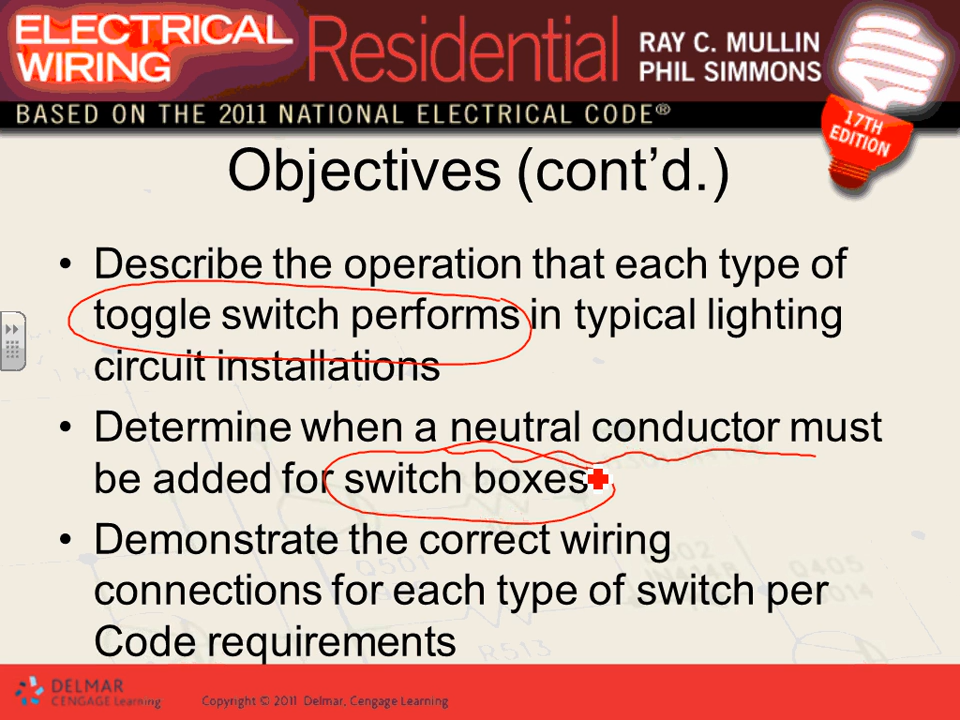 ELECTRICAL WIRING Residential RAY C. MULLIN PHIL SIMMONS
BASED ON THE 2011 NATIONAL ELECTRICAL CODE®
17TH EDITION
Objectives (cont’d.)
• Describe the operation that each type of
toggle switch performs in typical lighting
circuit installations
• Determine when a neutral conductor must
be added for switch boxes
• Demonstrate the correct wiring
connections for each type of switch per
Code requirements
Q501
R513
Q405
DELMAR
CENGAGE Learning
Copyright © 2011 Delmar, Cengage Learning